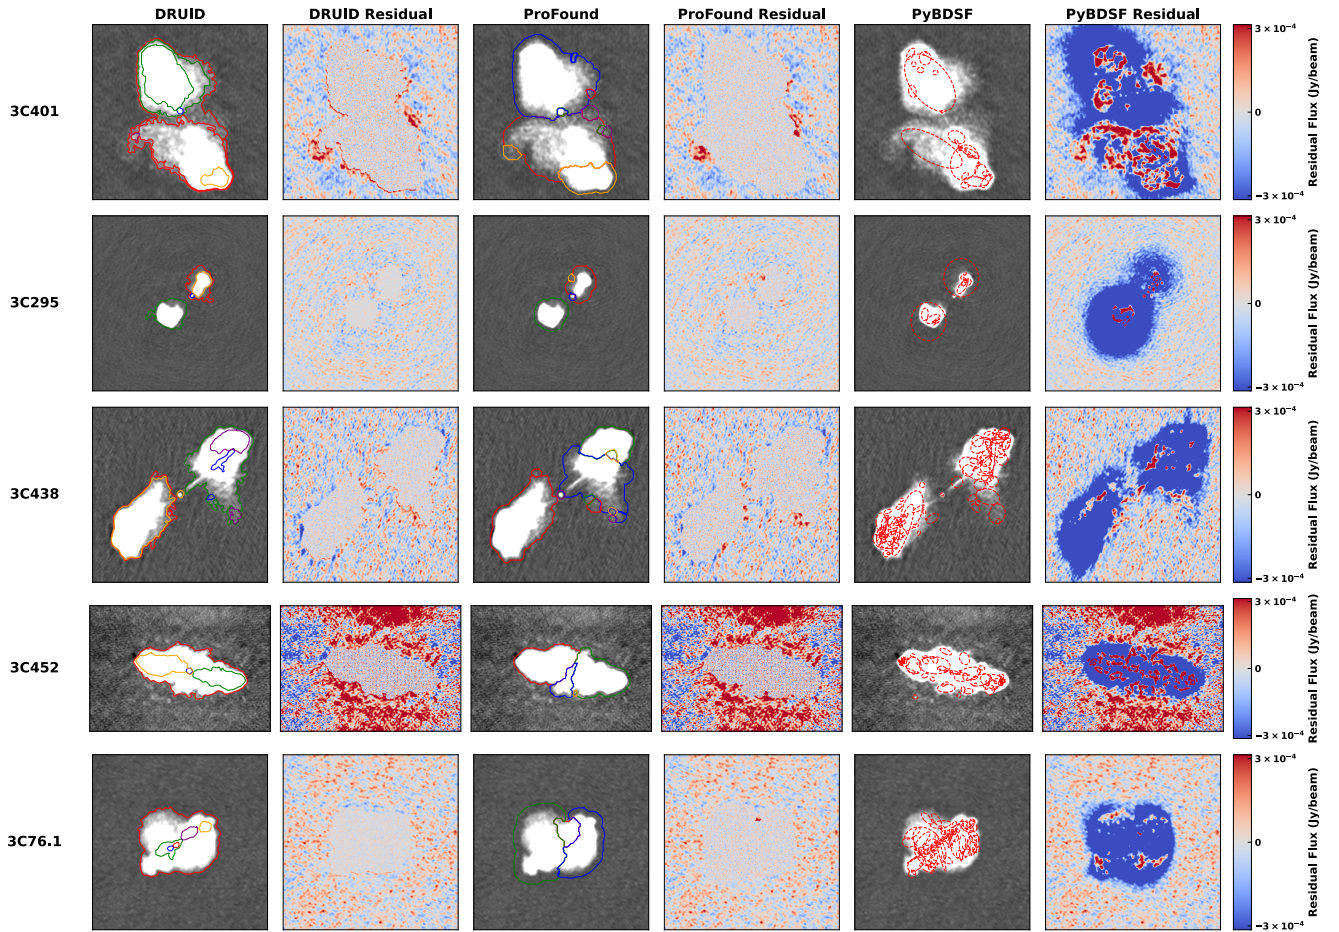 DRUID DRUID Residual ProFound ProFound Residual PyBDSF PyBDSF Residual
3C401
3 × 10⁻⁴
0
−3 × 10⁻⁴
Residual Flux (Jy/beam)
3C295
3 × 10⁻⁴
0
−3 × 10⁻⁴
Residual Flux (Jy/beam)
3C438
3 × 10⁻⁴
0
−3 × 10⁻⁴
Residual Flux (Jy/beam)
3C452
3 × 10⁻⁴
0
−3 × 10⁻⁴
Residual Flux (Jy/beam)
3C76.1
3 × 10⁻⁴
0
−3 × 10⁻⁴
Residual Flux (Jy/beam)